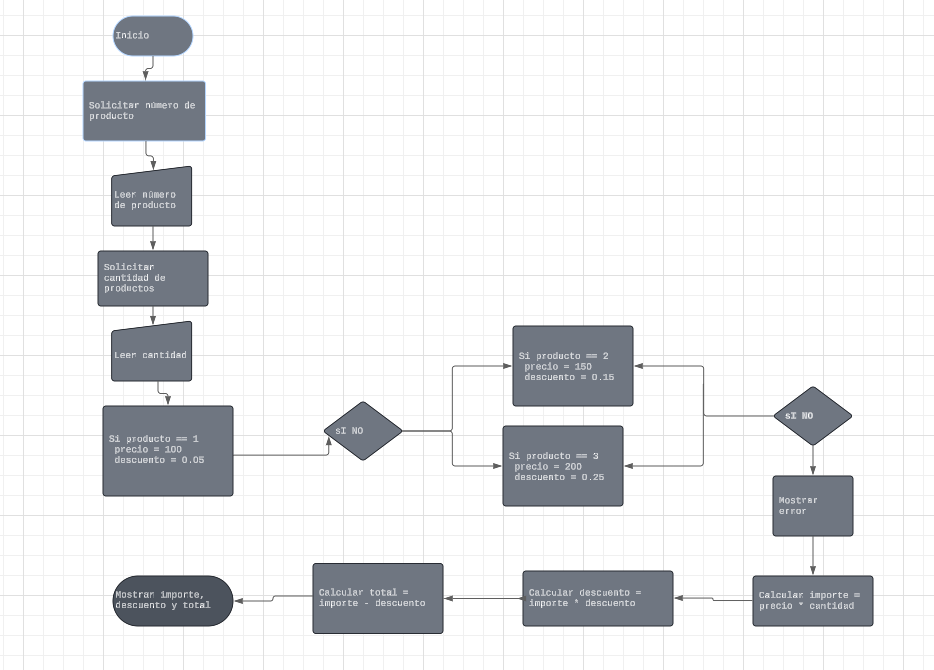 Inicio
Solicitar número de
producto
Leer número
de producto
Solicitar
cantidad de
productos
Leer cantidad
Si producto == 1
precio = 100
descuento = 0.05
sI NO
Si producto == 2
precio = 150
descuento = 0.15
Si producto == 3
precio = 200
descuento = 0.25
sI NO
Mostrar
error
Calcular importe =
precio * cantidad
Calcular descuento =
importe * descuento
Calcular total =
importe - descuento
Mostrar importe,
descuento y total